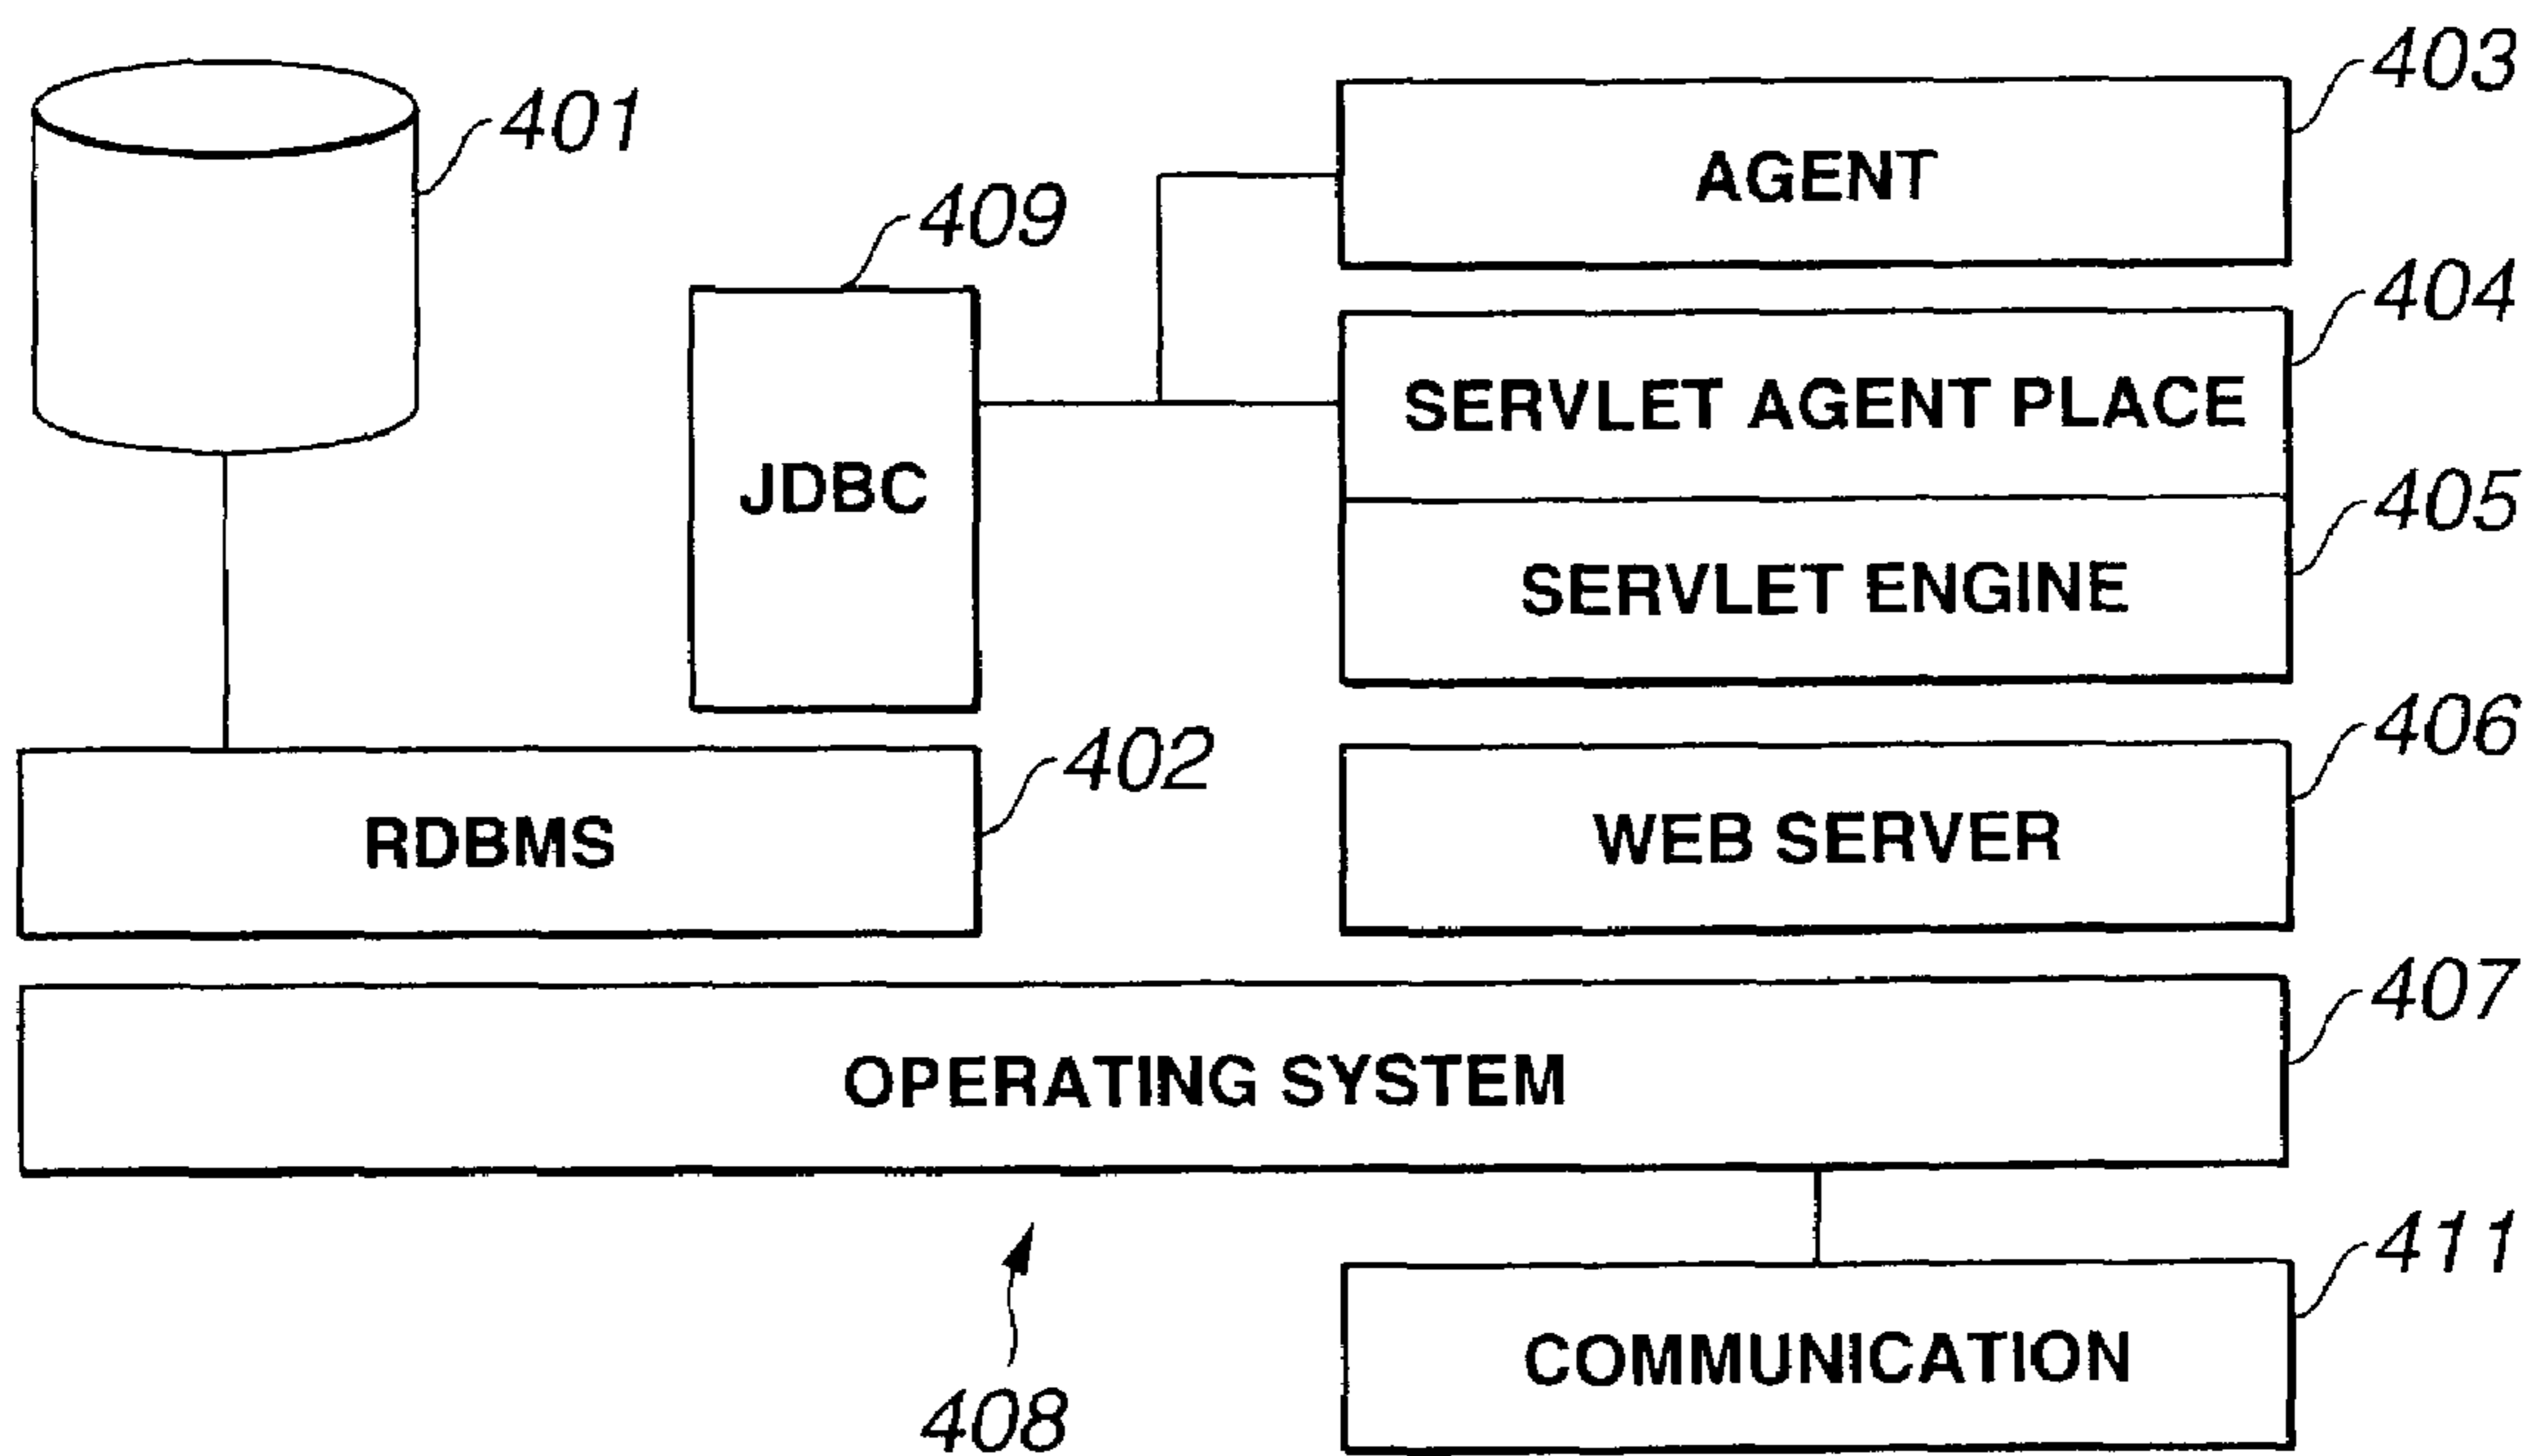 403
401
AGENT
409
404
SERVLET AGENT PLACE
JDBC
405
SERVLET ENGINE
402
406
RDBMS
WEB SERVER
407
OPERATING SYSTEM
411
COMMUNICATION
408